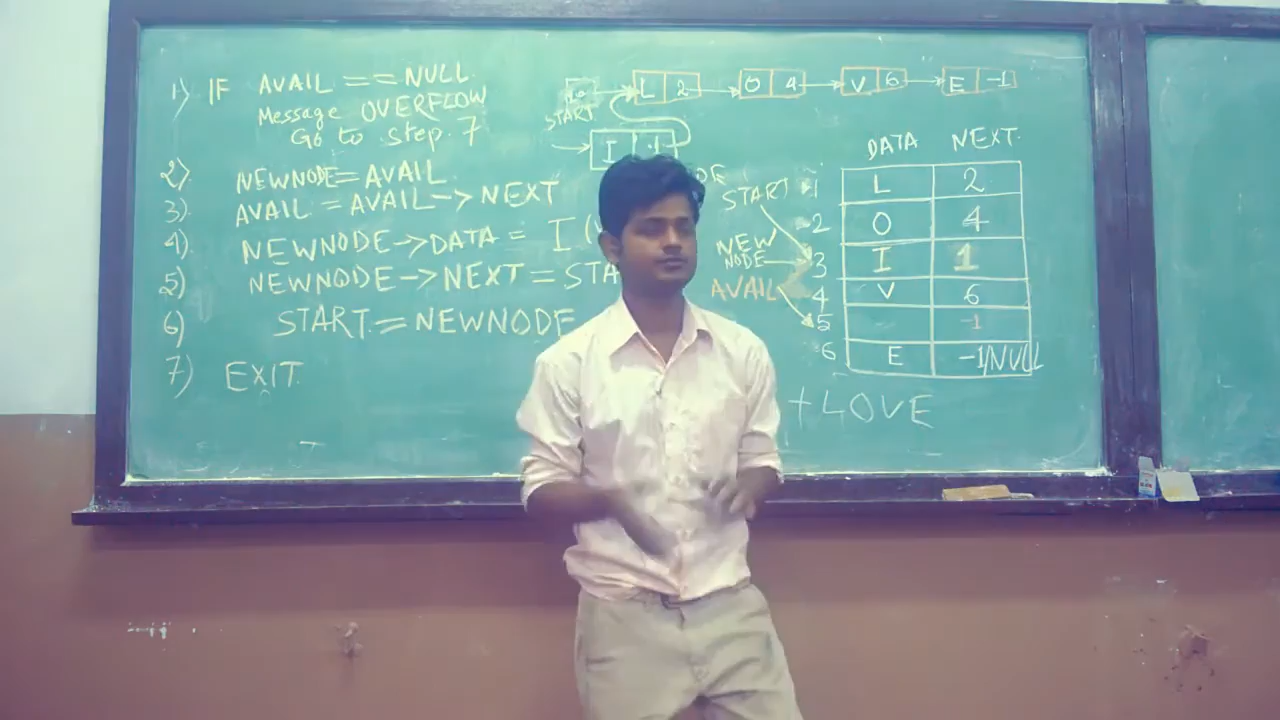 1) IF AVAIL == NULL
Message OVERFLOW
Go to step 7
2) NEWNODE = AVAIL
3) AVAIL = AVAIL -> NEXT
4) NEWNODE -> DATA = I
5) NEWNODE -> NEXT = STA
6) START = NEWNODE
7) EXIT
L 2 O 4 V 6 E -1
START
I
DATA NEXT
START 1 L 2
2 O 4
NEW NODE 3 I 1
AVAIL 4 V 6
5 -1
6 E -1/NULL
+LOVE